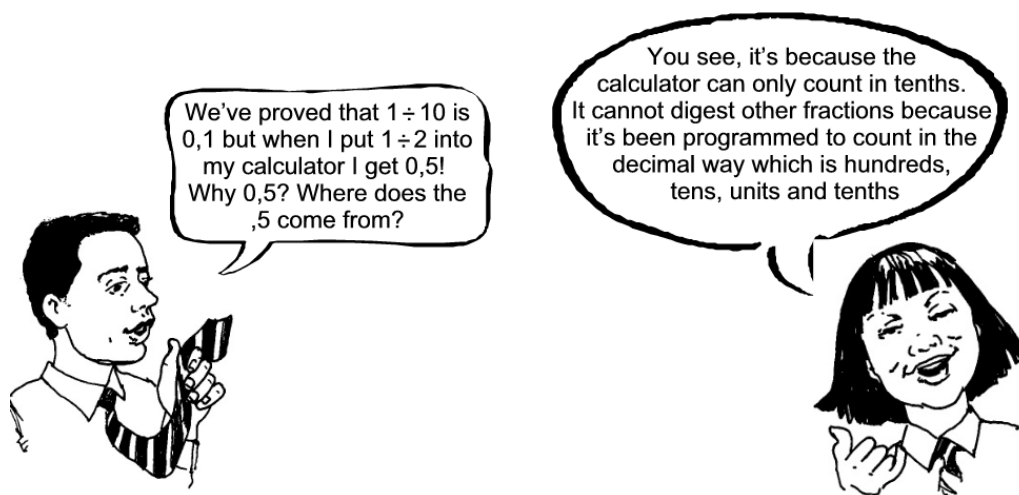 We've proved that 1 ÷ 10 is
0,1 but when I put 1 ÷ 2 into
my calculator I get 0,5!
Why 0,5? Where does the
,5 come from?
You see, it's because the
calculator can only count in tenths.
It cannot digest other fractions because
it's been programmed to count in the
decimal way which is hundreds,
tens, units and tenths